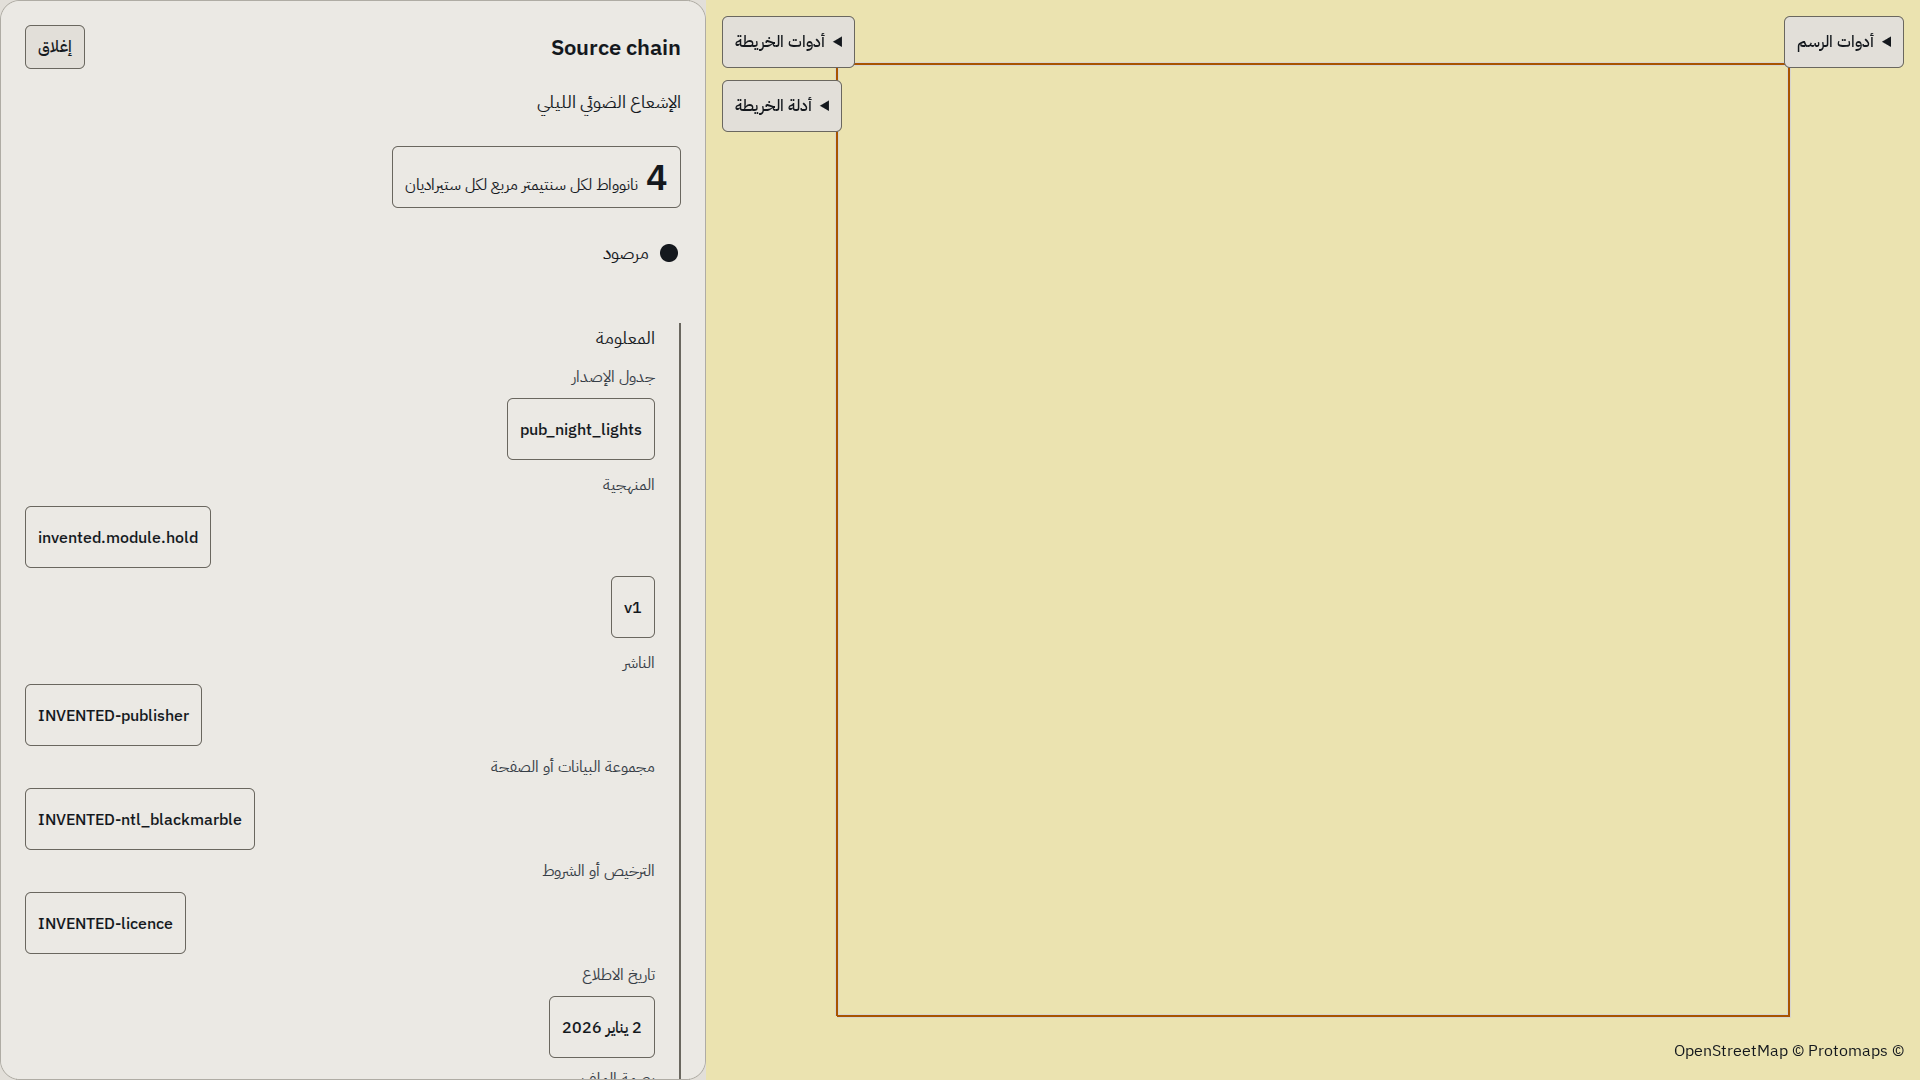 أدوات الرسم
أدوات الخريطة
أدلة الخريطة
OpenStreetMap © Protomaps ©
Source chain
إغلاق
الإشعاع الضوئي الليلي
4 نانوواط لكل سنتيمتر مربع لكل ستيراديان
مرصود
المعلومة
جدول الإصدار
pub_night_lights
المنهجية
invented.module.hold
v1
الناشر
INVENTED-publisher
مجموعة البيانات أو الصفحة
INVENTED-ntl_blackmarble
الترخيص أو الشروط
INVENTED-licence
تاريخ الاطلاع
2 يناير 2026